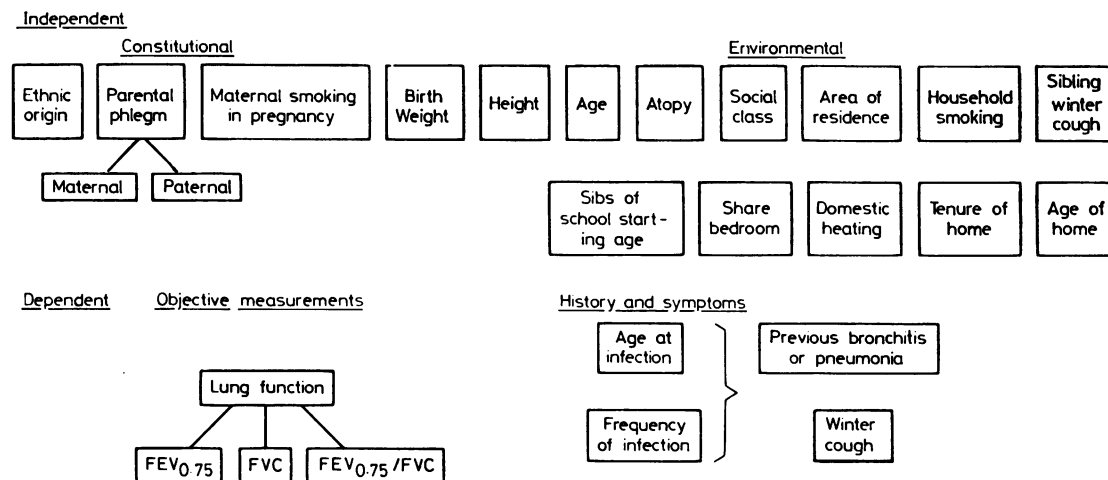 Independent
Constitutional
Environmental
Ethnic
origin
Parental
phlegm
Maternal smoking
in pregnancy
Birth
Weight
Height
Age
Atopy
Social
class
Area of
residence
Household
smoking
Sibling
winter
cough
Maternal
Paternal
Sibs of
school start-
ing age
Share
bedroom
Domestic
heating
Tenure of
home
Age of
home
Dependent
Objective measurements
History and symptoms
Age at
infection
Previous bronchitis
or pneumonia
Lung function
Frequency
of infection
Winter
cough
FEV0.75
FVC
FEV0.75/FVC